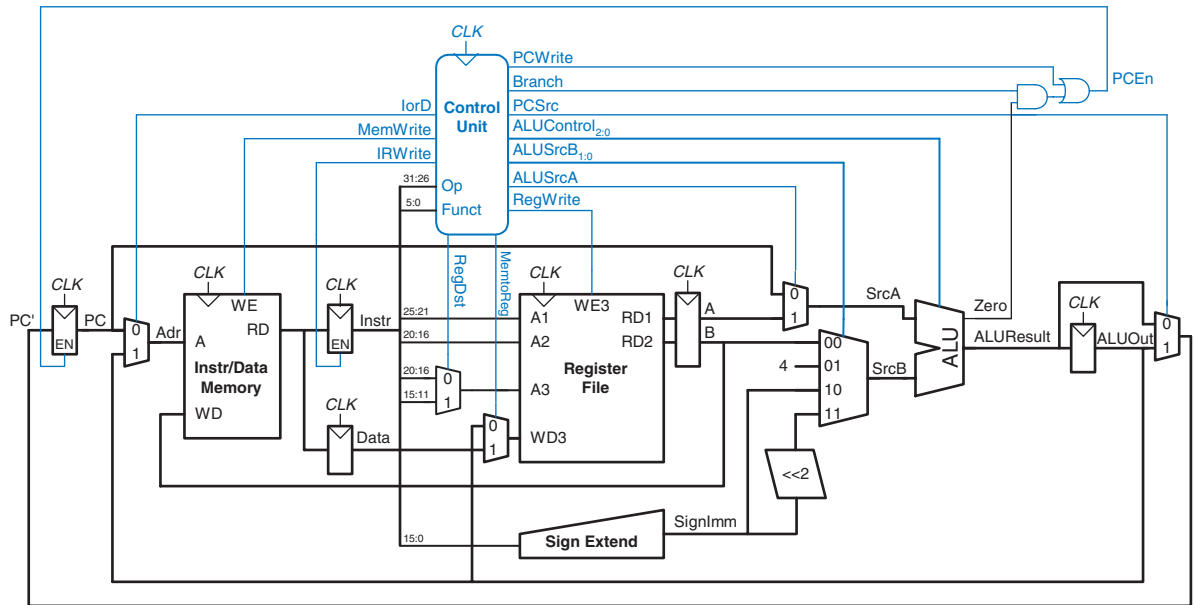 CLK
PCWrite
Branch
PCEn
IorD
Control
Unit
PCSrc
MemWrite
ALUControl2:0
IRWrite
ALUSrcB1:0
31:26
Op
ALUSrcA
5:0
Funct
RegWrite
RegDst
MemtoReg
CLK
CLK
CLK
CLK
CLK
CLK
PC'
PC
EN
0
1
Adr
A
WE
RD
Instr/Data
Memory
WD
EN
Instr
CLK
Data
25:21
20:16
20:16
15:11
0
1
0
1
A1
A2
A3
WD3
WE3
RD1
RD2
Register
File
A
B
0
1
SrcA
00
4
01
10
11
SrcB
<<2
ALU
Zero
ALUResult
ALUOut
0
1
15:0
Sign Extend
SignImm